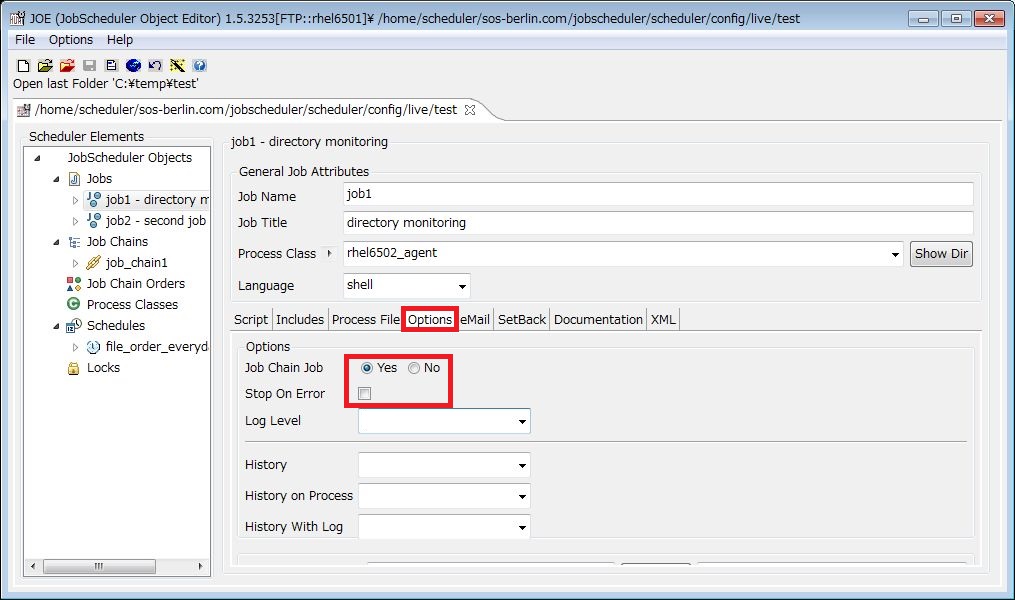 JOE (JobScheduler Object Editor) 1.5.3253[FTP::rhel6501]¥ /home/scheduler/sos-berlin.com/jobscheduler/scheduler/config/live/test
File Options Help
Open last Folder 'C:¥temp¥test'
/home/scheduler/sos-berlin.com/jobscheduler/scheduler/config/live/test
Scheduler Elements
JobScheduler Objects
Jobs
job1 - directory m
job2 - second job
Job Chains
job_chain1
Job Chain Orders
Process Classes
Schedules
file_order_everyda
Locks
job1 - directory monitoring
General Job Attributes
Job Name job1
Job Title directory monitoring
Process Class rhel6502_agent Show Dir
Language shell
Script Includes Process File Options eMail SetBack Documentation XML
Options
Job Chain Job Yes No
Stop On Error
Log Level
History
History on Process
History With Log